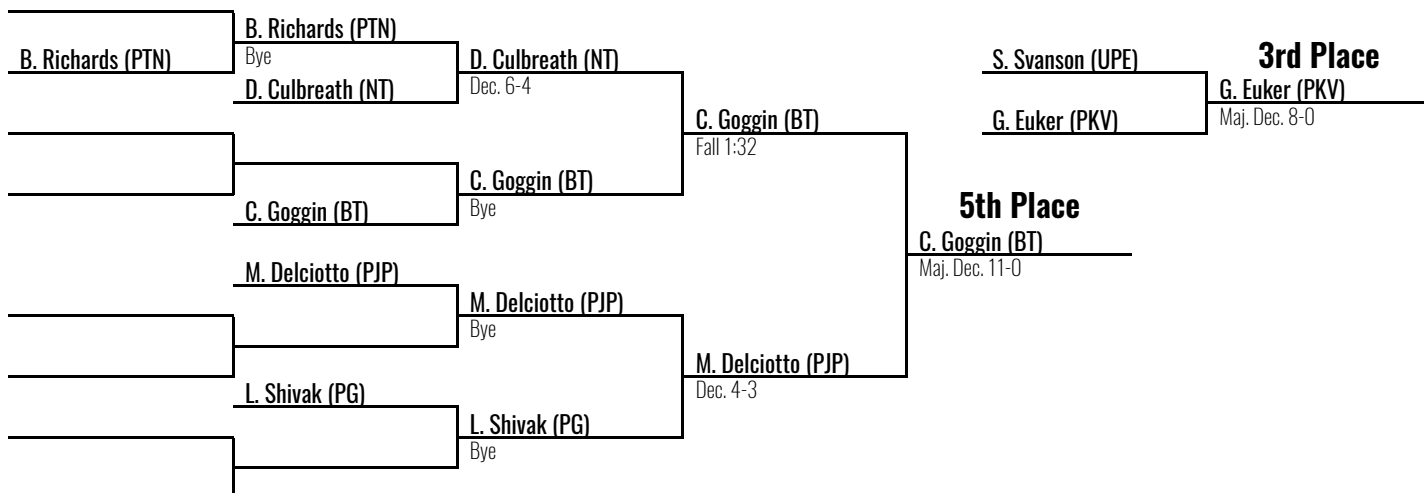 B. Richards (PTN)
B. Richards (PTN)
Bye
D. Culbreath (NT)
D. Culbreath (NT)
Dec. 6-4
C. Goggin (BT)
C. Goggin (BT)
Bye
C. Goggin (BT)
Fall 1:32
M. Delciotto (PJP)
M. Delciotto (PJP)
Bye
L. Shivak (PG)
L. Shivak (PG)
Bye
M. Delciotto (PJP)
Dec. 4-3
5th Place
C. Goggin (BT)
Maj. Dec. 11-0
S. Svanson (UPE)
G. Euker (PKV)
3rd Place
G. Euker (PKV)
Maj. Dec. 8-0